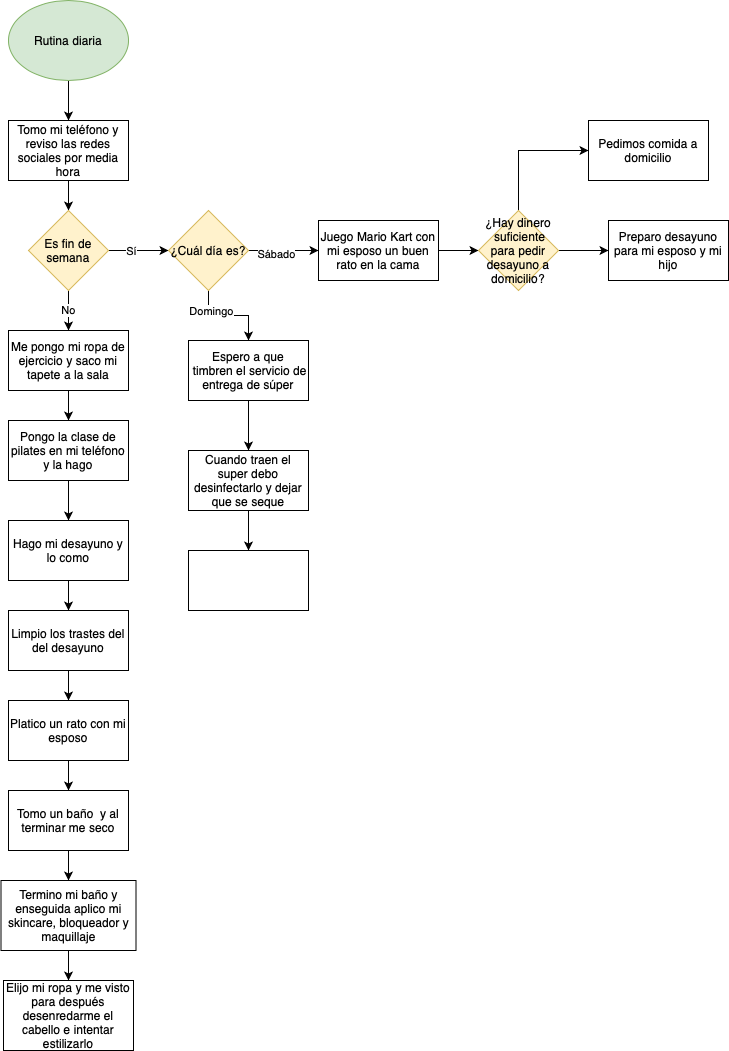 Rutina diaria
Tomo mi teléfono y
reviso las redes
sociales por media
hora
Es fin de
semana
Sí
¿Cuál día es?
Sábado
Juego Mario Kart con
mi esposo un buen
rato en la cama
¿Hay dinero
suficiente
para pedir
desayuno a
domicilio?
Pedimos comida a
domicilio
Preparo desayuno
para mi esposo y mi
hijo
No
Domingo
Me pongo mi ropa de
ejercicio y saco mi
tapete a la sala
Espero a que
timbren el servicio de
entrega de súper
Pongo la clase de
pilates en mi teléfono
y la hago
Cuando traen el
super debo
desinfectarlo y dejar
que se seque
Hago mi desayuno y
lo como
Limpio los trastes del
del desayuno
Platico un rato con mi
esposo
Tomo un baño  y al
terminar me seco
Termino mi baño y
enseguida aplico mi
skincare, bloqueador y
maquillaje
Elijo mi ropa y me visto
para después
desenredarme el
cabello e intentar
estilizarlo